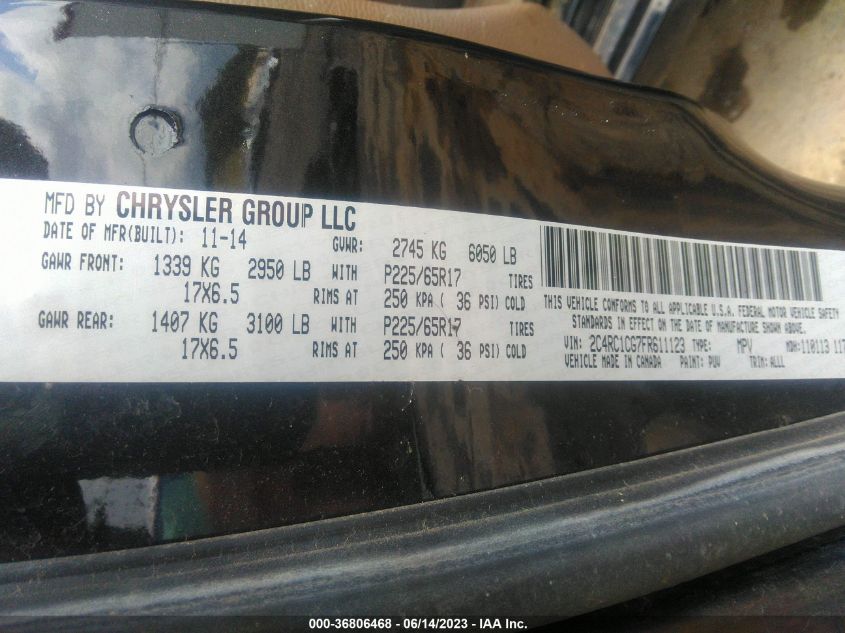 MFD BY CHRYSLER GROUP LLC
DATE OF MFR(BUILT): 11-14 GVWR: 2745 KG 6050 LB
GAWR FRONT: 1339 KG 2950 LB WITH P225/65R17 TIRES
17X6.5 RIMS AT 250 KPA ( 36 PSI) COLD
GAWR REAR: 1407 KG 3100 LB WITH P225/65R17 TIRES
17X6.5 RIMS AT 250 KPA ( 36 PSI) COLD
THIS VEHICLE CONFORMS TO ALL APPLICABLE U.S.A. FEDERAL MOTOR VEHICLE SAFETY
STANDARDS IN EFFECT ON THE DATE OF MANUFACTURE SHOWN ABOVE.
VIN: 2C4RC1CG7FR611123 TYPE: MPV MDH: 110113 117
VEHICLE MADE IN CANADA PAINT: PUV TRIM: ALLL
000-36806468 - 06/14/2023 - IAA Inc.